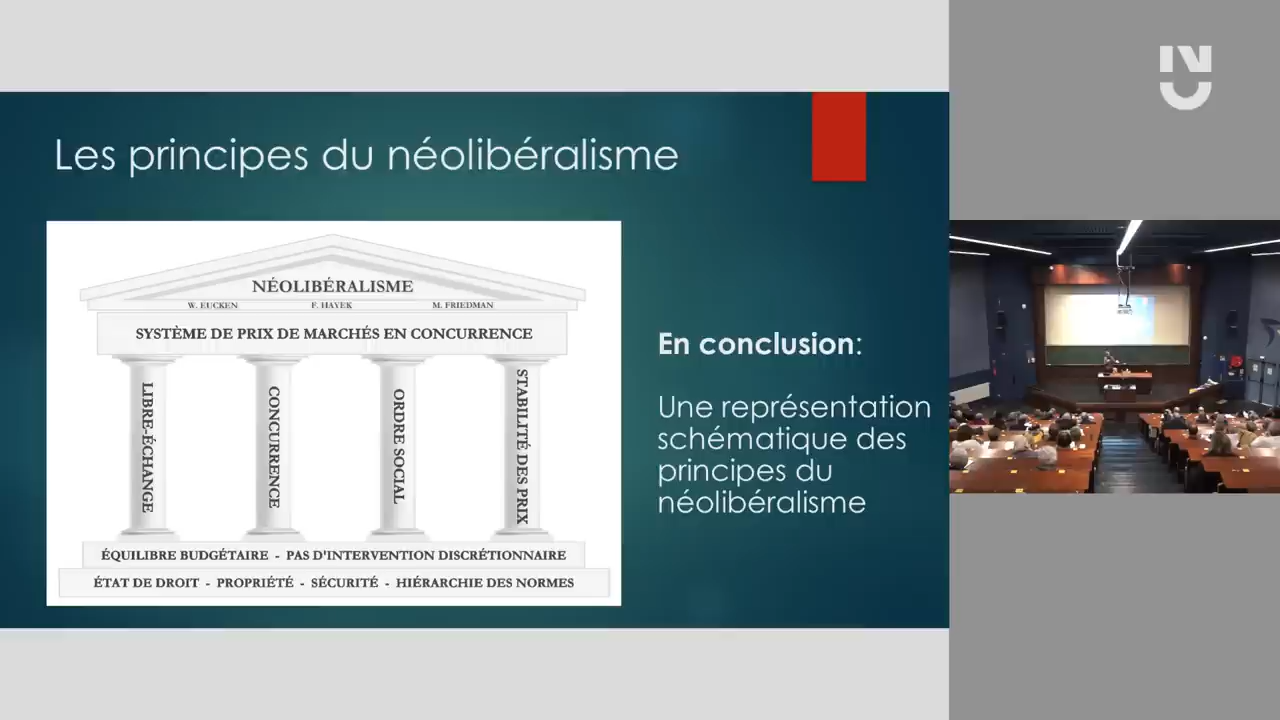 Les principes du néolibéralisme
NÉOLIBÉRALISME
W. EUCKEN F. HAYEK M. FRIEDMAN
SYSTÈME DE PRIX DE MARCHÉS EN CONCURRENCE
LIBRE-ÉCHANGE
CONCURRENCE
ORDRE SOCIAL
STABILITÉ DES PRIX
ÉQUILIBRE BUDGÉTAIRE - PAS D'INTERVENTION DISCRÉTIONNAIRE
ÉTAT DE DROIT - PROPRIÉTÉ - SÉCURITÉ - HIÉRARCHIE DES NORMES
En conclusion:
Une représentation
schématique des
principes du
néolibéralisme